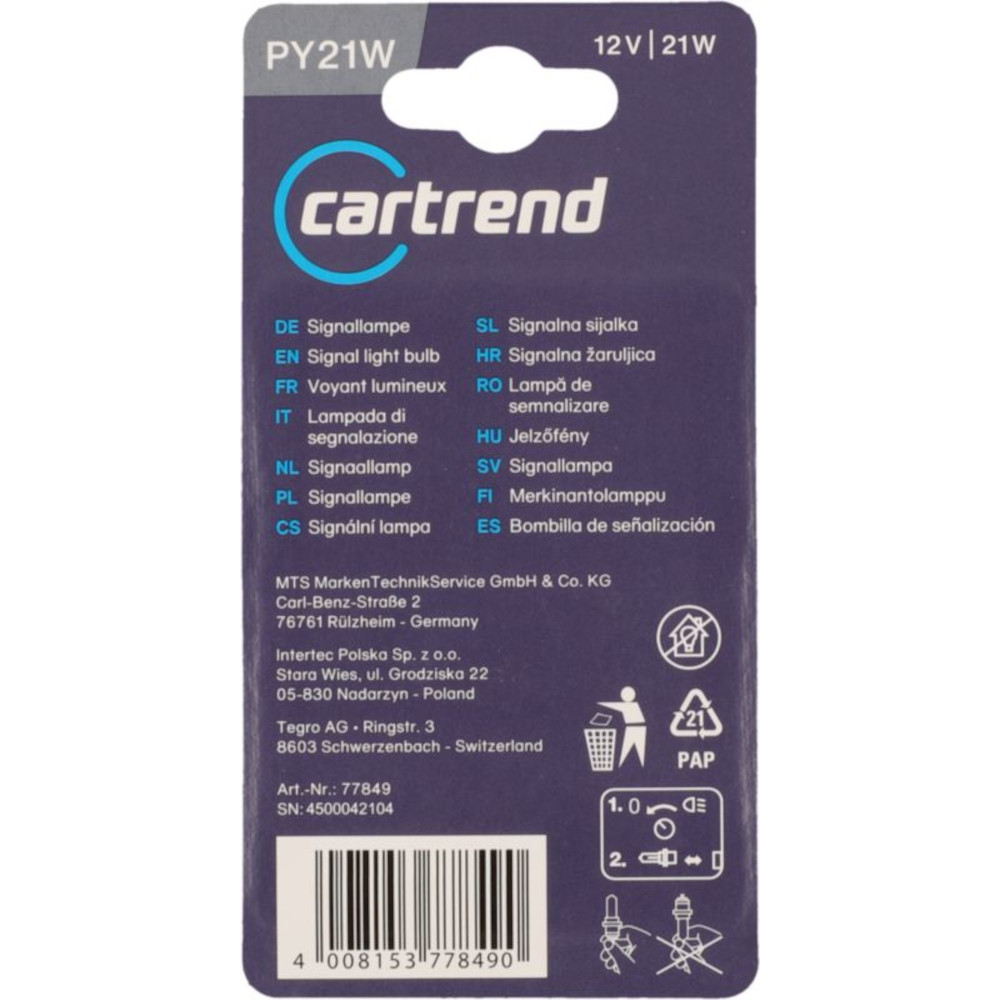 PY21W
12V | 21W
cartrend
DE Signallampe
EN Signal light bulb
FR Voyant lumineux
IT Lampada di
segnalazione
NL Signaallamp
PL Signallampe
CS Signální lampa
SL Signalna sijalka
HR Signalna žaruljica
RO Lampă de
semnalizare
HU Jelzőfény
SV Signallampa
FI Merkinantolamppu
ES Bombilla de señalización
MTS MarkenTechnikService GmbH & Co. KG
Carl-Benz-Straße 2
76761 Rülzheim - Germany
Intertec Polska Sp. z o.o.
Stara Wies, ul. Grodziska 22
05-830 Nadarzyn - Poland
Tegro AG • Ringstr. 3
8603 Schwerzenbach - Switzerland
Art.-Nr.: 77849
SN: 4500042104
21
PAP
1. 0
2.
4 008153 778490